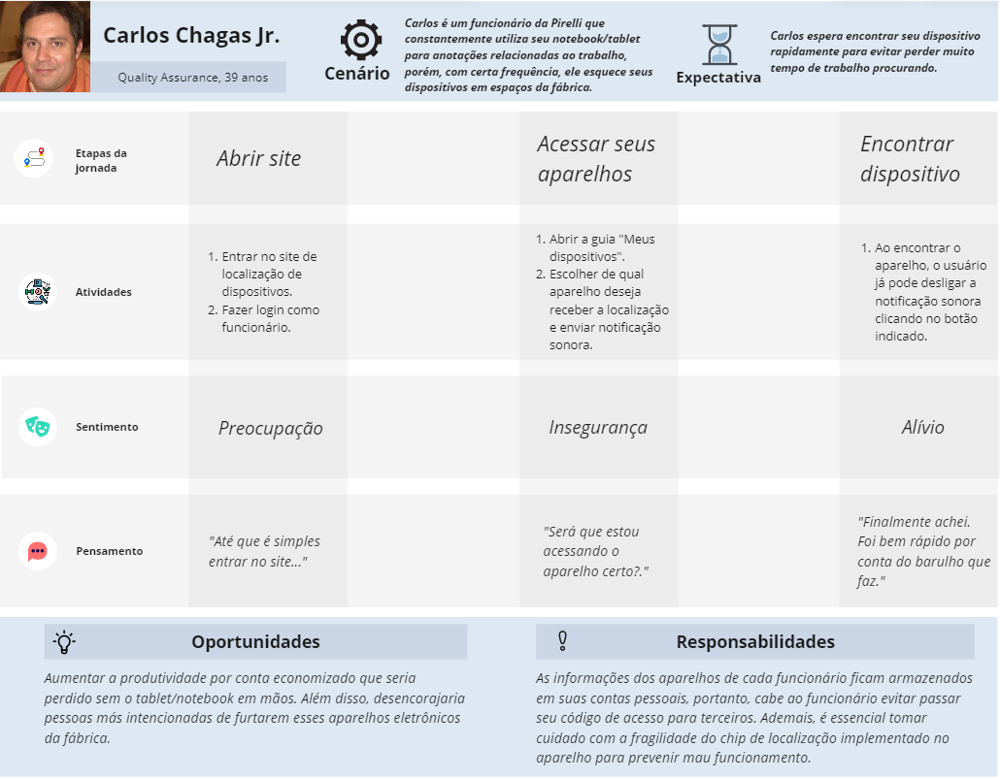 Carlos Chagas Jr.
Quality Assurance, 39 anos
Cenário
Carlos é um funcionário da Pirelli que
constantemente utiliza seu notebook/tablet
para anotações relacionadas ao trabalho,
porém, com certa frequência, ele esquece seus
dispositivos em espaços da fábrica.
Expectativa
Carlos espera encontrar seu dispositivo
rapidamente para evitar perder muito
tempo de trabalho procurando.
Etapas da
jornada
Abrir site
Acessar seus
aparelhos
Encontrar
dispositivo
Atividades
1. Entrar no site de
localização de
dispositivos.
2. Fazer login como
funcionário.
1. Abrir a guia "Meus
dispositivos".
2. Escolher de qual
aparelho deseja
receber a localização
e enviar notificação
sonora.
1. Ao encontrar o
aparelho, o usuário
já pode desligar a
notificação sonora
clicando no botão
indicado.
Sentimento
Preocupação
Insegurança
Alívio
Pensamento
"Até que é simples
entrar no site..."
"Será que estou
acessando o
aparelho certo?."
"Finalmente achei.
Foi bem rápido por
conta do barulho que
faz."
Oportunidades
Aumentar a produtividade por conta economizado que seria
perdido sem o tablet/notebook em mãos. Além disso, desencorajaria
pessoas más intencionadas de furtarem esses aparelhos eletrônicos
da fábrica.
Responsabilidades
As informações dos aparelhos de cada funcionário ficam armazenados
em suas contas pessoais, portanto, cabe ao funcionário evitar passar
seu código de acesso para terceiros. Ademais, é essencial tomar
cuidado com a fragilidade do chip de localização implementado no
aparelho para prevenir mau funcionamento.